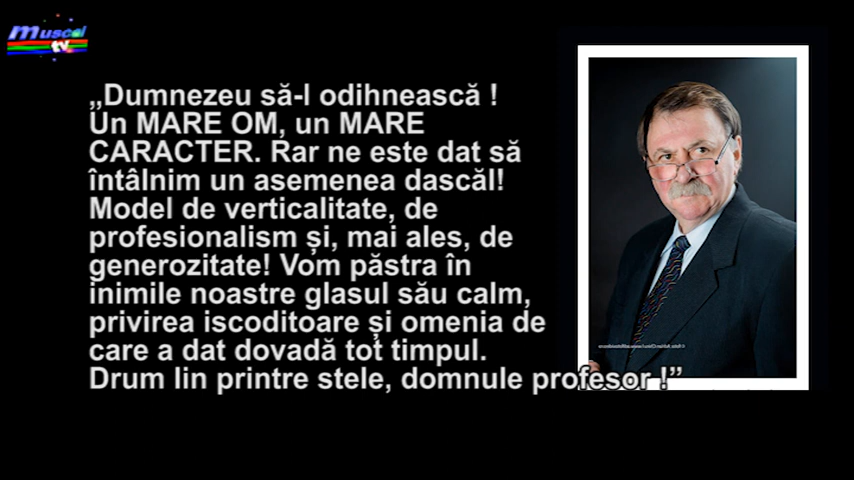 muscel
tv
„Dumnezeu să-l odihnească !
Un MARE OM, un MARE
CARACTER. Rar ne este dat să
întâlnim un asemenea dascăl!
Model de verticalitate, de
profesionalism și, mai ales, de
generozitate! Vom păstra în
inimile noastre glasul său calm,
privirea iscoditoare și omenia de
care a dat dovadă tot timpul.
Drum lin printre stele, domnule profesor !”